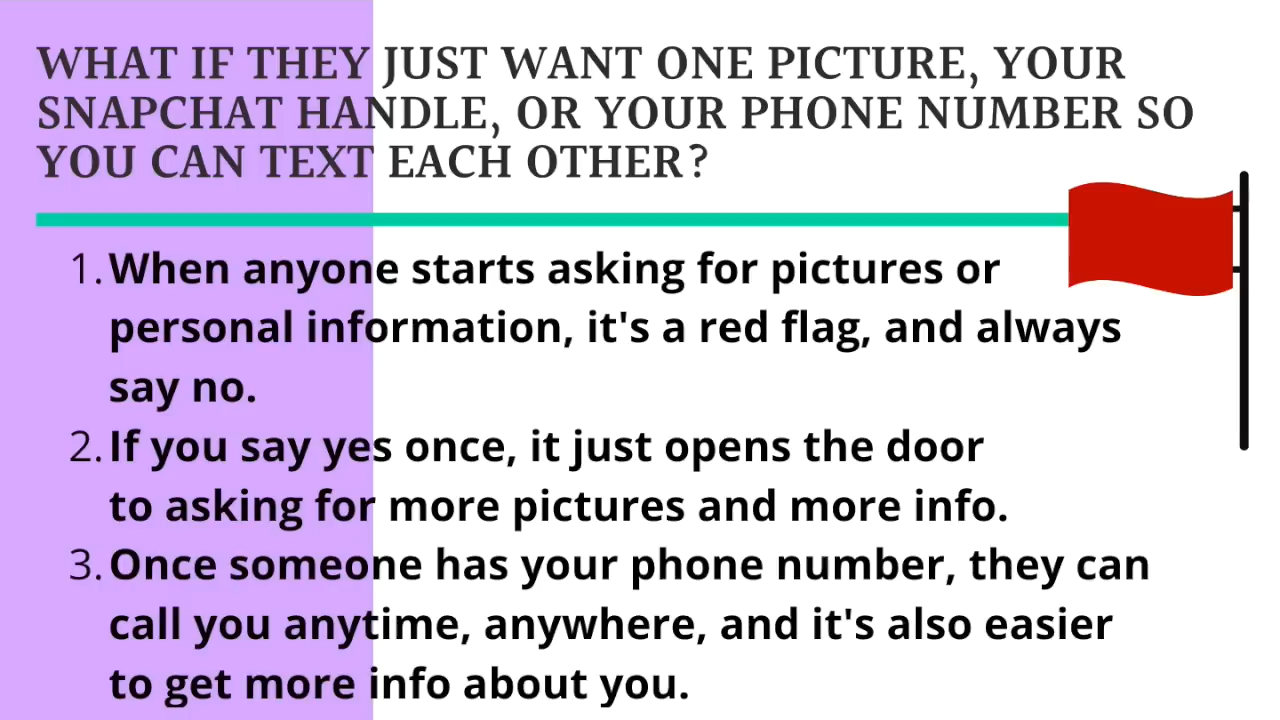 WHAT IF THEY JUST WANT ONE PICTURE, YOUR
SNAPCHAT HANDLE, OR YOUR PHONE NUMBER SO
YOU CAN TEXT EACH OTHER?
1. When anyone starts asking for pictures or
personal information, it's a red flag, and always
say no.
2. If you say yes once, it just opens the door
to asking for more pictures and more info.
3. Once someone has your phone number, they can
call you anytime, anywhere, and it's also easier
to get more info about you.